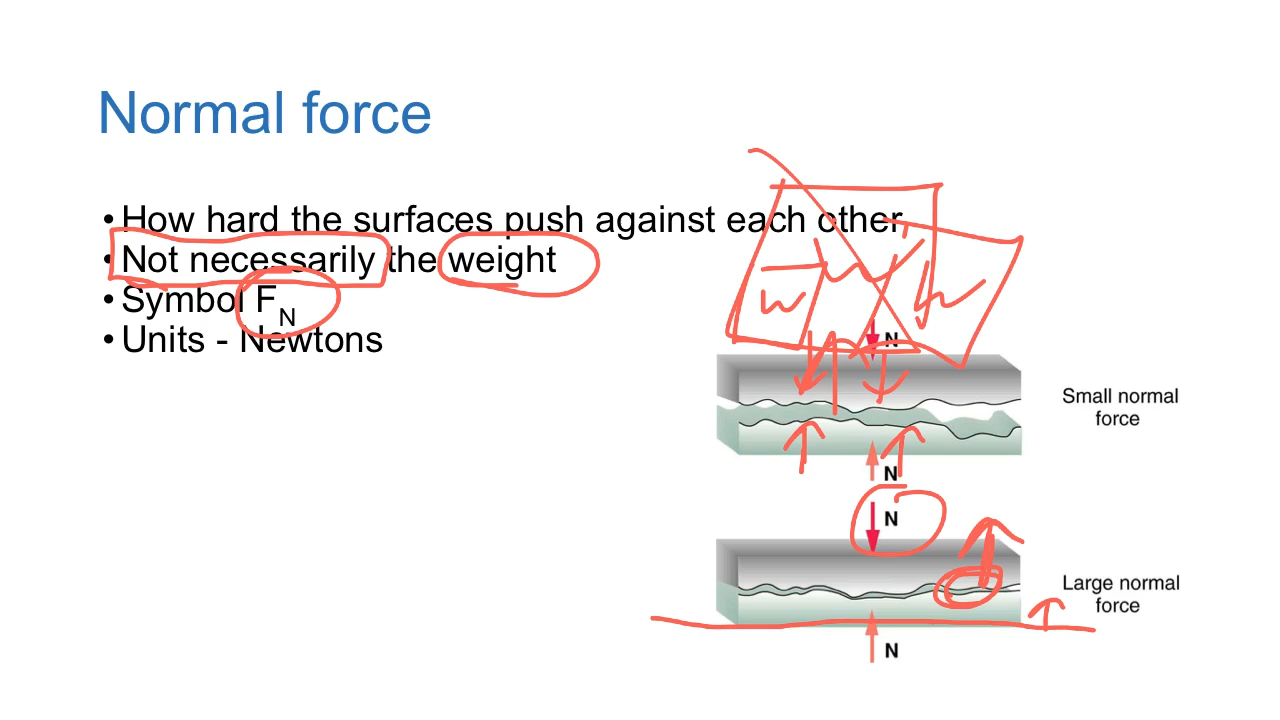 Normal force
• How hard the surfaces push against each other,
• Not necessarily the weight
• Symbol F_N
• Units - Newtons
N
Small normal
force
N
N
Large normal
force
N